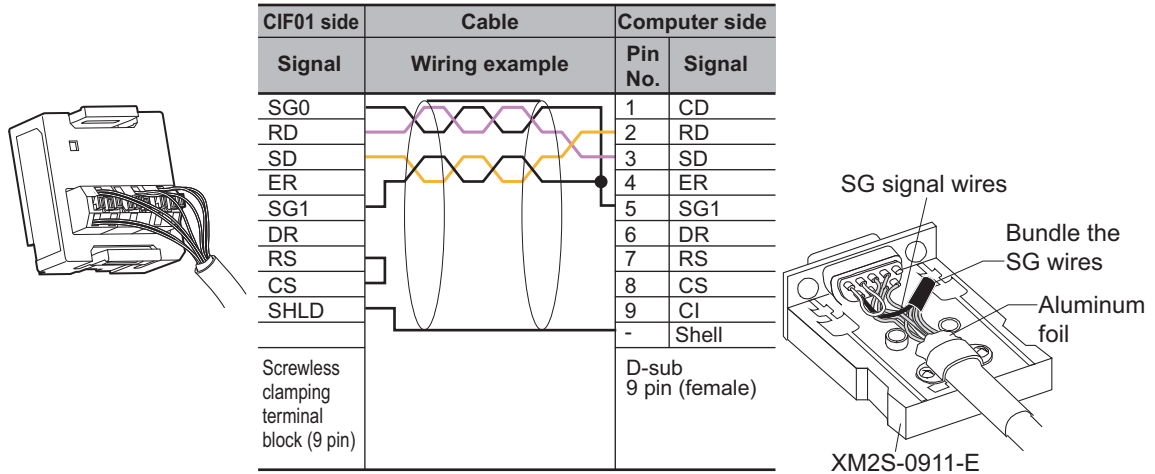 CIF01 side Cable Computer side
Signal Wiring example Pin No. Signal
SG0 1 CD
RD 2 RD
SD 3 SD
ER 4 ER
SG1 5 SG1
DR 6 DR
RS 7 RS
CS 8 CS
SHLD 9 CI
- Shell
Screwless
clamping
terminal
block (9 pin)
D-sub
9 pin (female)
SG signal wires
Bundle the
SG wires
Aluminum
foil
XM2S-0911-E